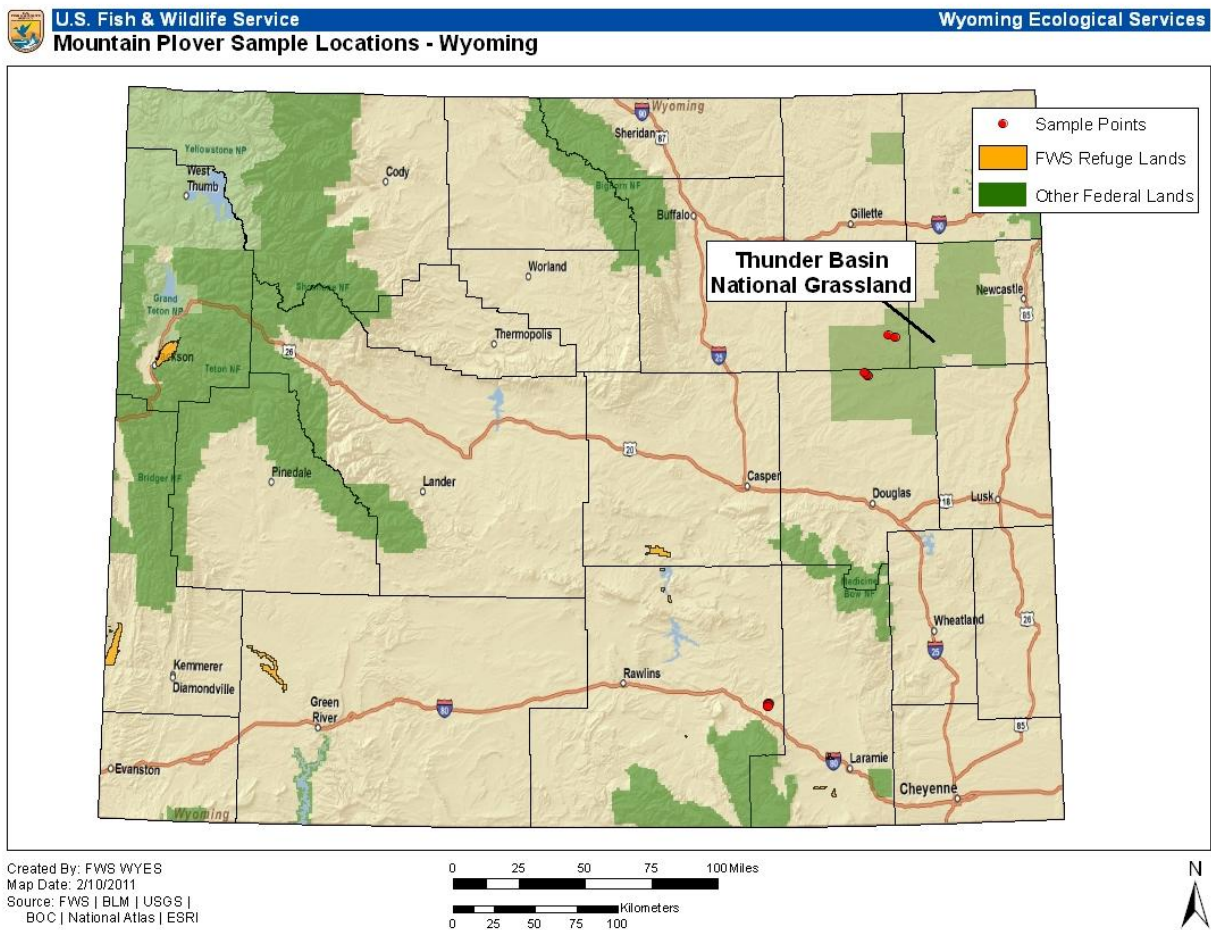 U.S. Fish & Wildlife Service
Wyoming Ecological Services
Mountain Plover Sample Locations - Wyoming
Wyoming
Sample Points
FWS Refuge Lands
Other Federal Lands
90
Sheridan
87
Yellowstone NP
West
Thumb
Cody
Bighorn NF
Buffalo
Gillette
90
Thunder Basin
National Grassland
Worland
Newcastle
85
Grand
Teton NP
Shoshone NF
Thermopolis
26
kson
Teton NF
25
20
Bridger NF
Pinedale
Lander
Casper
Douglas
18
Lusk
Medicine
Bow NF
Wheatland
26
25
Kemmerer
Diamondville
Rawlins
Green
River
80
85
Evanston
80
Laramie
Cheyenne
Wyoming
Created By: FWS WYES
Map Date: 2/10/2011
Source: FWS | BLM | USGS |
BOC | National Atlas | ESRI
0 25 50 75 100 Miles
Kilometers
0 25 50 75 100
N